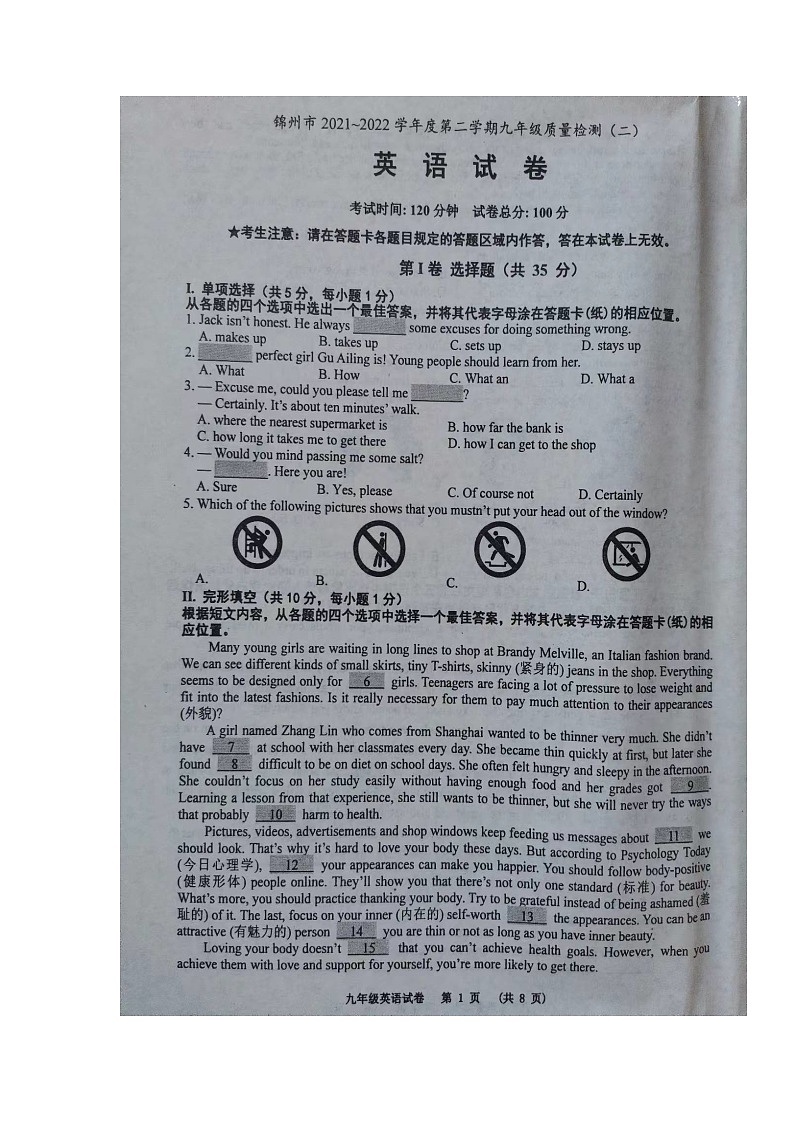 锦州市 2021~2022 学年度第二学期九年级质量检测（二）
英 语 试 卷
考试时间: 120 分钟 试卷总分: 100 分
★考生注意：请在答题卡各题目规定的答题区域内作答，答在本试卷上无效。
第 I 卷 选择题（共 35 分）
I. 单项选择（共 5 分，每小题 1 分）
从各题的四个选项中选出一个最佳答案，并将其代表字母涂在答题卡(纸)的相应位置。
1. Jack isn't honest. He always some excuses for doing something wrong.
A. makes up B. takes up C. sets up D. stays up
2. perfect girl Gu Ailing is! Young people should learn from her.
A. What B. How C. What an D. What a
3. — Excuse me, could you please tell me ?
— Certainly. It's about ten minutes' walk.
A. where the nearest supermarket is B. how far the bank is
C. how long it takes me to get there D. how I can get to the shop
4. — Would you mind passing me some salt?
— . Here you are!
A. Sure B. Yes, please C. Of course not D. Certainly
5. Which of the following pictures shows that you mustn't put your head out of the window?
A. B. C. D.
II. 完形填空（共 10 分，每小题 1 分）
根据短文内容，从各题的四个选项中选择一个最佳答案，并将其代表字母涂在答题卡(纸)的相
应位置。
Many young girls are waiting in long lines to shop at Brandy Melville, an Italian fashion brand.
We can see different kinds of small skirts, tiny T-shirts, skinny (紧身的) jeans in the shop. Everything
seems to be designed only for 6 girls. Teenagers are facing a lot of pressure to lose weight and
fit into the latest fashions. Is it really necessary for them to pay much attention to their appearances
(外貌)?
A girl named Zhang Lin who comes from Shanghai wanted to be thinner very much. She didn't
have 7 at school with her classmates every day. She became thin quickly at first, but later she
found 8 difficult to be on diet on school days. She often felt hungry and sleepy in the afternoon.
She couldn't focus on her study easily without having enough food and her grades got 9 .
Learning a lesson from that experience, she still wants to be thinner, but she will never try the ways
that probably 10 harm to health.
Pictures, videos, advertisements and shop windows keep feeding us messages about 11 we
should look. That's why it's hard to love your body these days. But according to Psychology Today
(今日心理学), 12 your appearances can make you happier. You should follow body-positive
(健康形体) people online. They'll show you that there's not only one standard (标准) for beauty.
What's more, you should practice thanking your body. Try to be grateful instead of being ashamed (羞
耻的) of it. The last, focus on your inner (内在的) self-worth 13 the appearances. You can be an
attractive (有魅力的) person 14 you are thin or not as long as you have inner beauty.
Loving your body doesn't 15 that you can't achieve health goals. However, when you
achieve them with love and support for yourself, you're more likely to get there.
九年级英语试卷 第 1 页 （共 8 页）